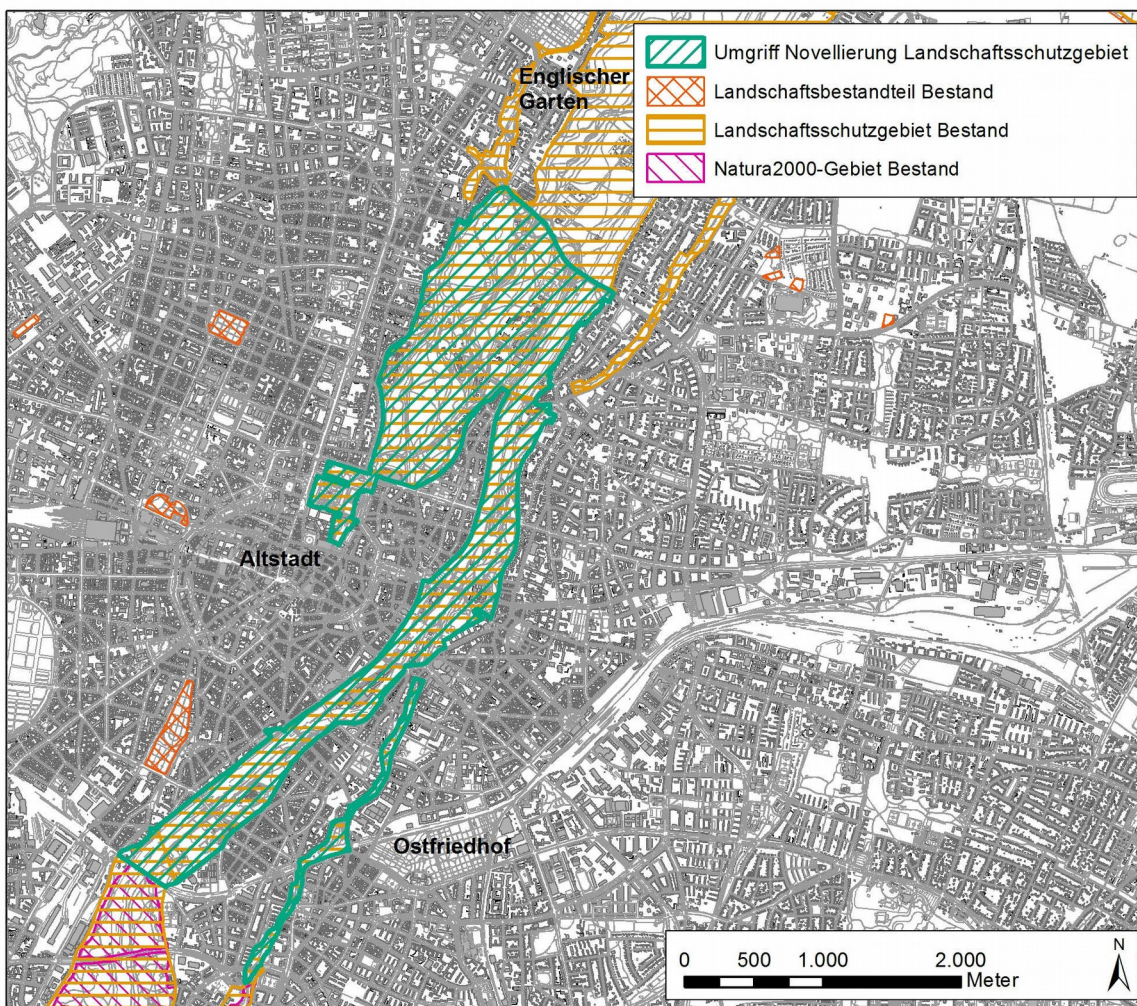 Umgriff Novellierung Landschaftsschutzgebiet
Landschaftsbestandteil Bestand
Landschaftsschutzgebiet Bestand
Natura2000-Gebiet Bestand
Englischer
Garten
Altstadt
Ostfriedhof
0 500 1.000 2.000
Meter
N